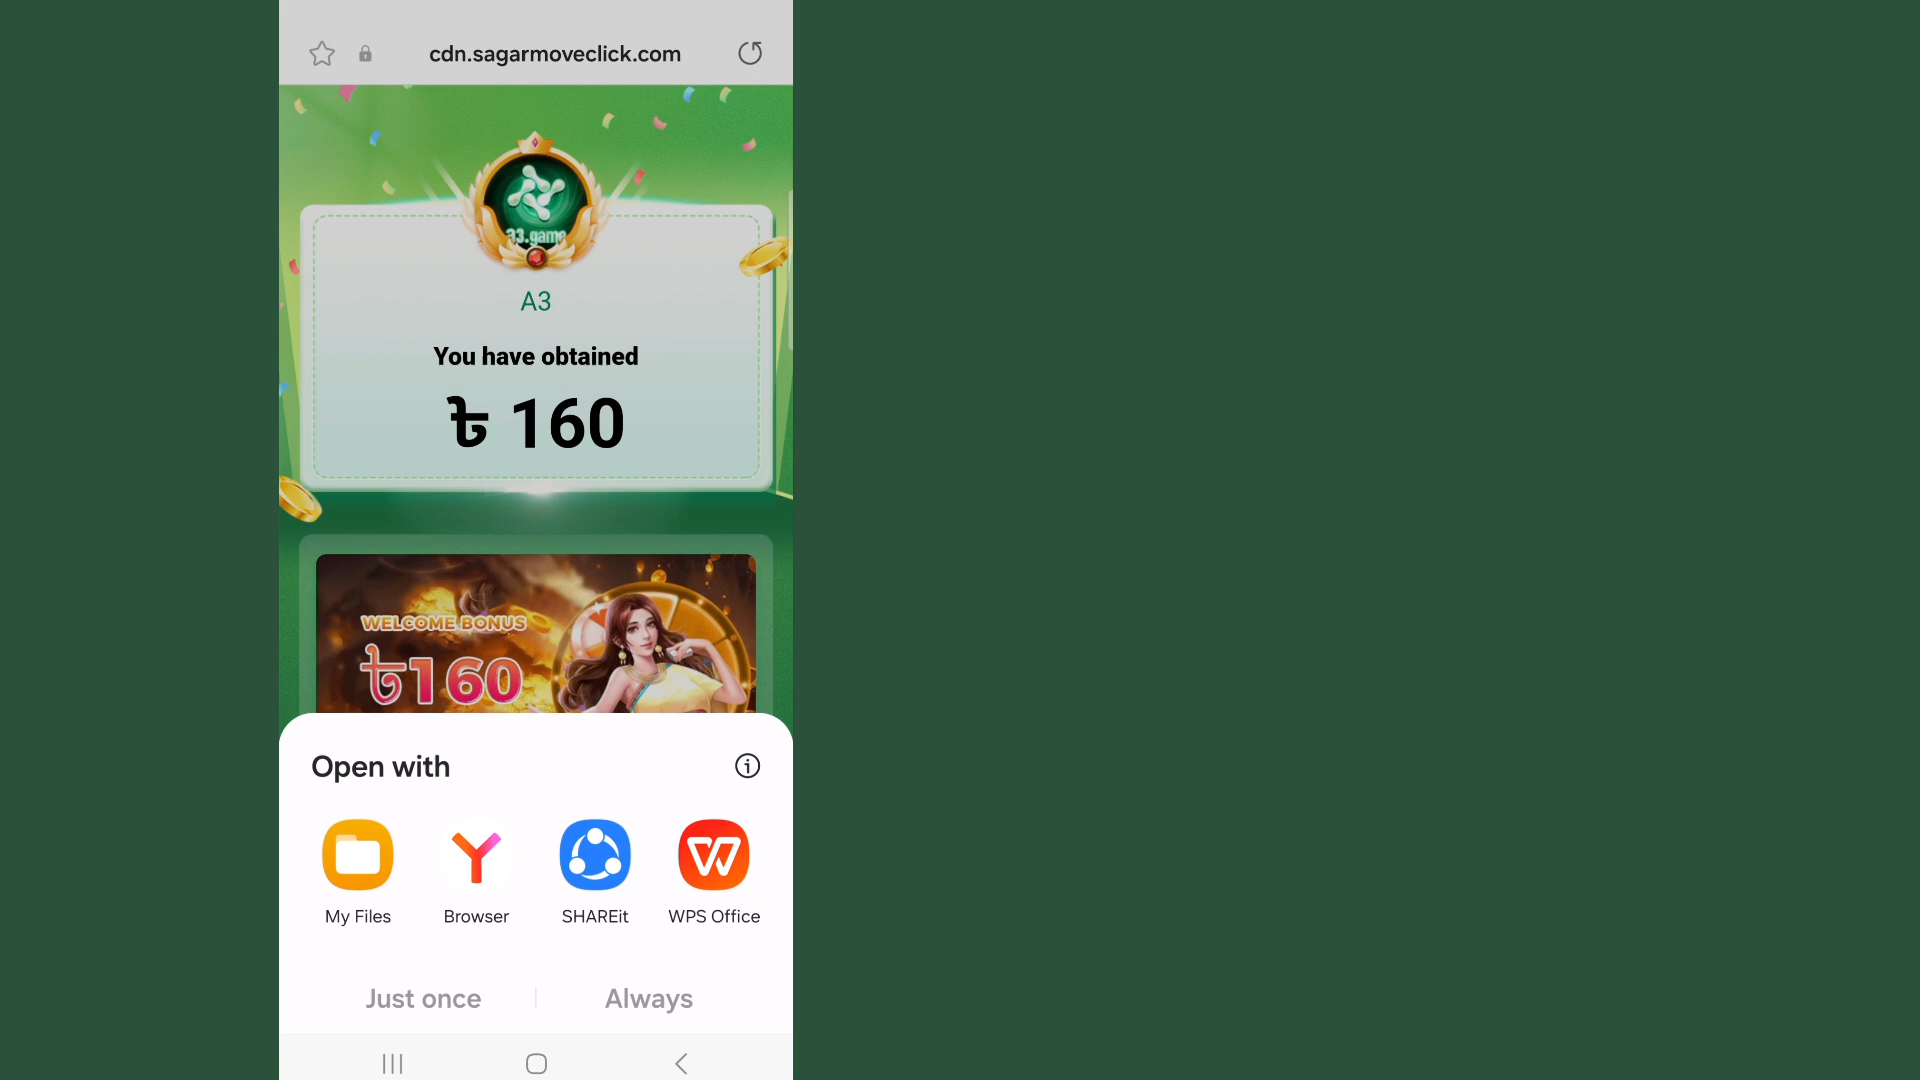 cdn.sagarmoveclick.com
a3.game
A3
You have obtained
৳ 160
WELCOME BONUS
৳160
Open with
My Files
Browser
SHAREit
WPS Office
Just once
Always